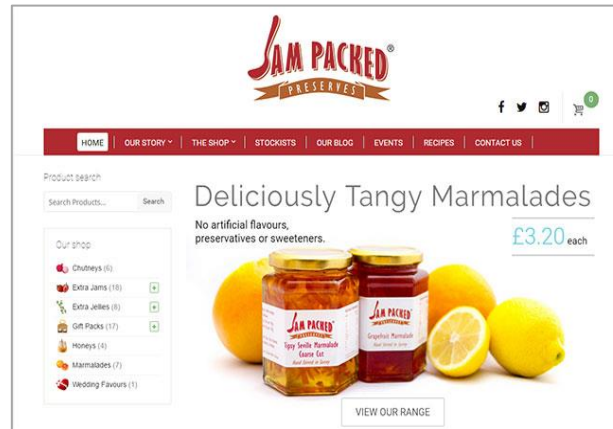 JAM PACKED®
PRESERVES
0
HOME
OUR STORY
THE SHOP
STOCKISTS
OUR BLOG
EVENTS
RECIPES
CONTACT US
Product search
Search Products...
Search
Our shop
Chutneys (6)
Extra Jams (18)
Extra Jellies (8)
Gift Packs (17)
Honeys (4)
Marmalades (7)
Wedding Favours (1)
Deliciously Tangy Marmalades
No artificial flavours,
preservatives or sweeteners.
£3.20 each
JAM PACKED
Tipsy Seville Marmalade
Coarse Cut
JAM PACKED
Grapefruit Marmalade
VIEW OUR RANGE